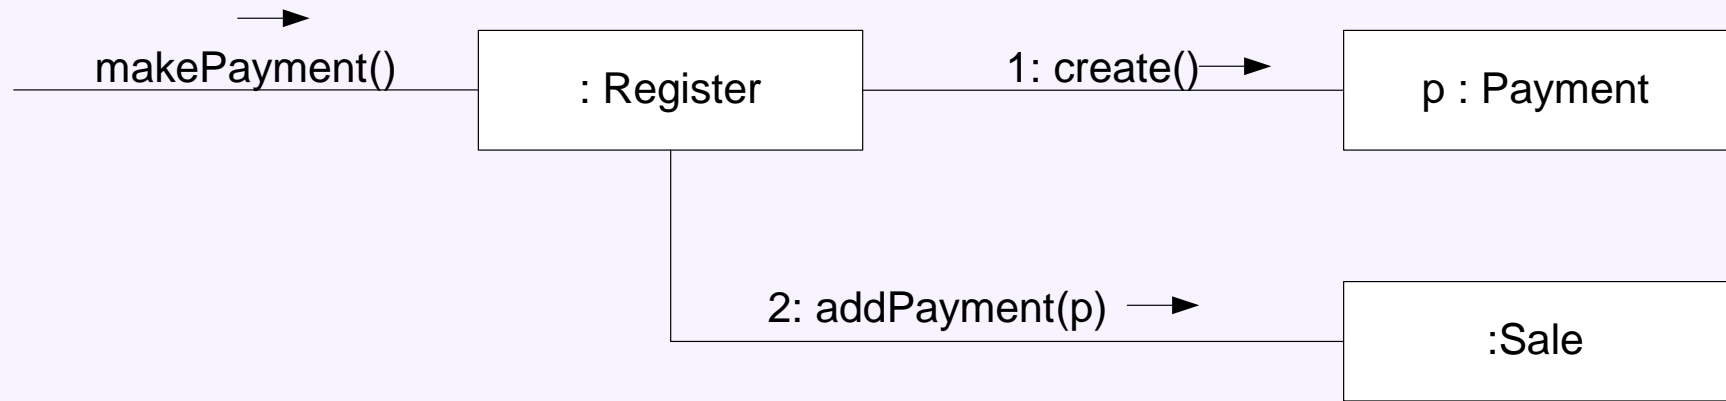 makePayment()
: Register
1: create()
p : Payment
2: addPayment(p)
:Sale